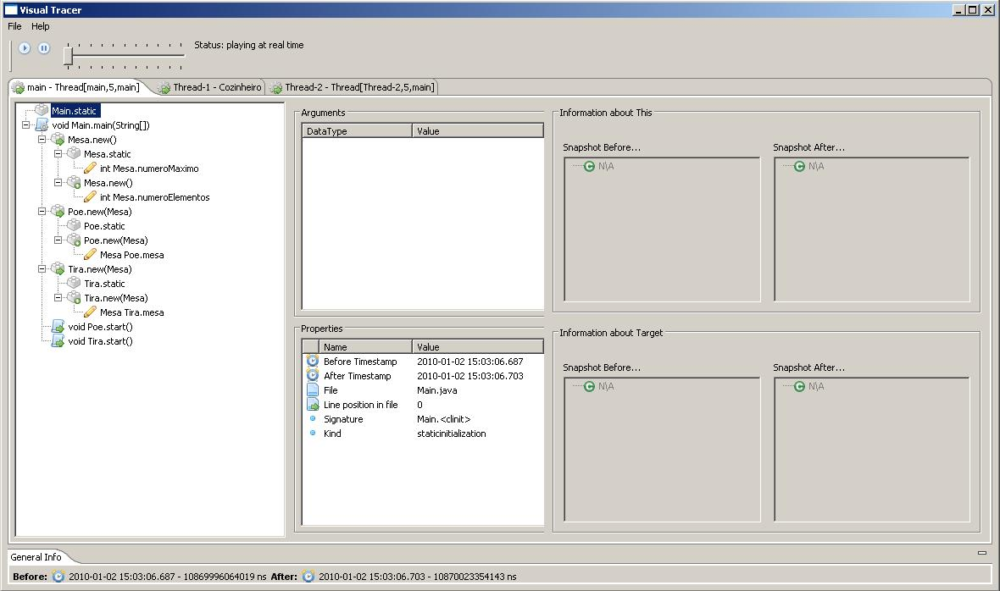 Visual Tracer
File Help
Status: playing at real time
main - Thread[main,5,main] Thread-1 - Cozinheiro Thread-2 - Thread[Thread-2,5,main]
Main.static
void Main.main(String[])
Mesa.new()
Mesa.static
int Mesa.numeroMaximo
Mesa.new()
int Mesa.numeroElementos
Poe.new(Mesa)
Poe.static
Poe.new(Mesa)
Mesa Poe.mesa
Tira.new(Mesa)
Tira.static
Tira.new(Mesa)
Mesa Tira.mesa
void Poe.start()
void Tira.start()
Arguments
DataType Value
Properties
Name Value
Before Timestamp 2010-01-02 15:03:06.687
After Timestamp 2010-01-02 15:03:06.703
File Main.java
Line position in file 0
Signature Main.<clinit>
Kind staticinitialization
Information about This
Snapshot Before... Snapshot After...
N\A N\A
Information about Target
Snapshot Before... Snapshot After...
N\A N\A
General Info
Before: 2010-01-02 15:03:06.687 - 10869996064019 ns After: 2010-01-02 15:03:06.703 - 10870023354143 ns